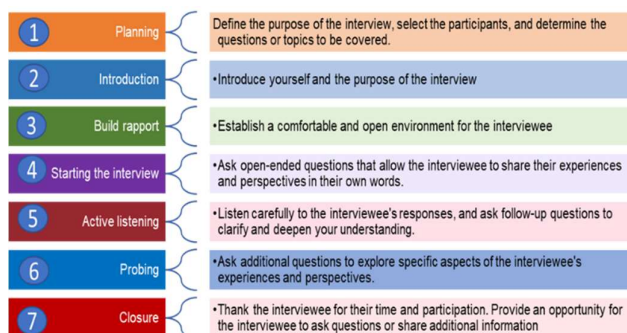 1 Planning
Define the purpose of the interview, select the participants, and determine the
questions or topics to be covered.
2 Introduction
•Introduce yourself and the purpose of the interview
3 Build rapport
•Establish a comfortable and open environment for the interviewee
4 Starting the interview
•Ask open-ended questions that allow the interviewee to share their experiences
and perspectives in their own words.
5 Active listening
•Listen carefully to the interviewee's responses, and ask follow-up questions to
clarify and deepen your understanding.
6 Probing
•Ask additional questions to explore specific aspects of the interviewee's
experiences and perspectives.
7 Closure
•Thank the interviewee for their time and participation. Provide an opportunity for
the interviewee to ask questions or share additional information